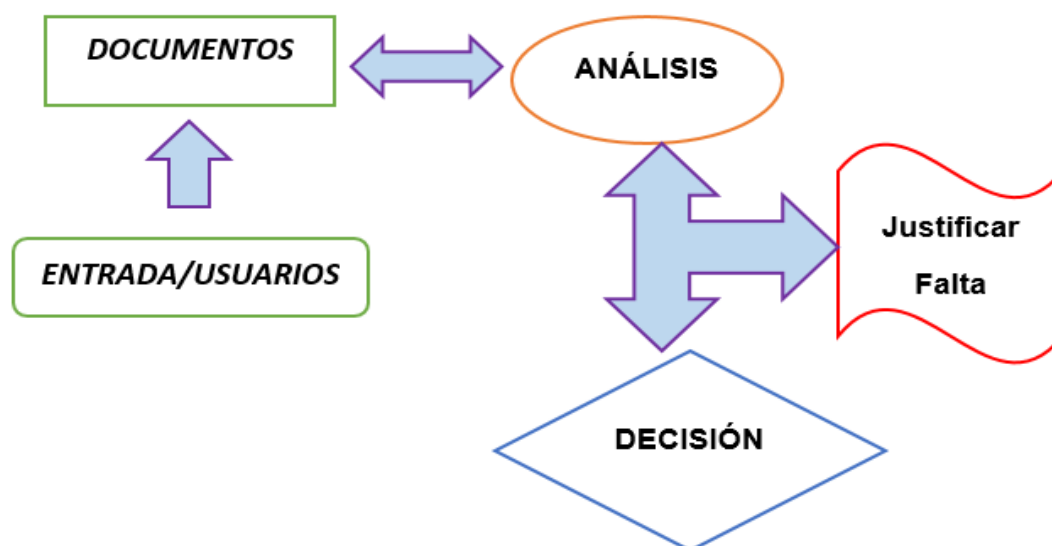 DOCUMENTOS
ANÁLISIS
Justificar
Falta
ENTRADA/USUARIOS
DECISIÓN